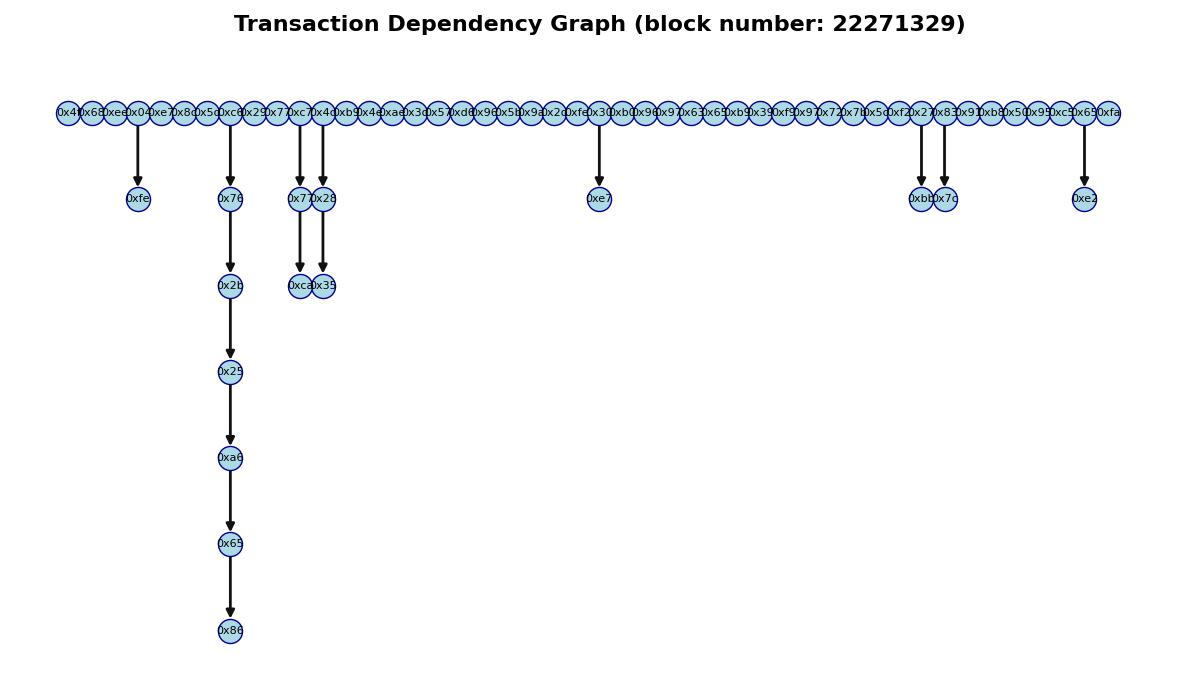 Transaction Dependency Graph (block number: 22271329)
0x4f 0x68 0xee 0x04 0xe7 0x8c 0x5c 0xc6 0x29 0x77 0xc7 0x4d 0xb9 0x4e 0xae 0x3d 0x57 0xd6 0x96 0x5b 0x9a 0x2c 0xfe 0x30 0xb0 0x96 0x97 0x63 0x65 0xb9 0x39 0xf9 0x97 0x72 0x7b 0x5c 0xf2 0x27 0x83 0x91 0xb8 0x50 0x95 0xc5 0x65 0xfa
0xfe 0x76 0x77 0x28 0xe7 0xbb 0x7c 0xe2
0x2b 0xca 0x35
0x25
0xa6
0x65
0x86